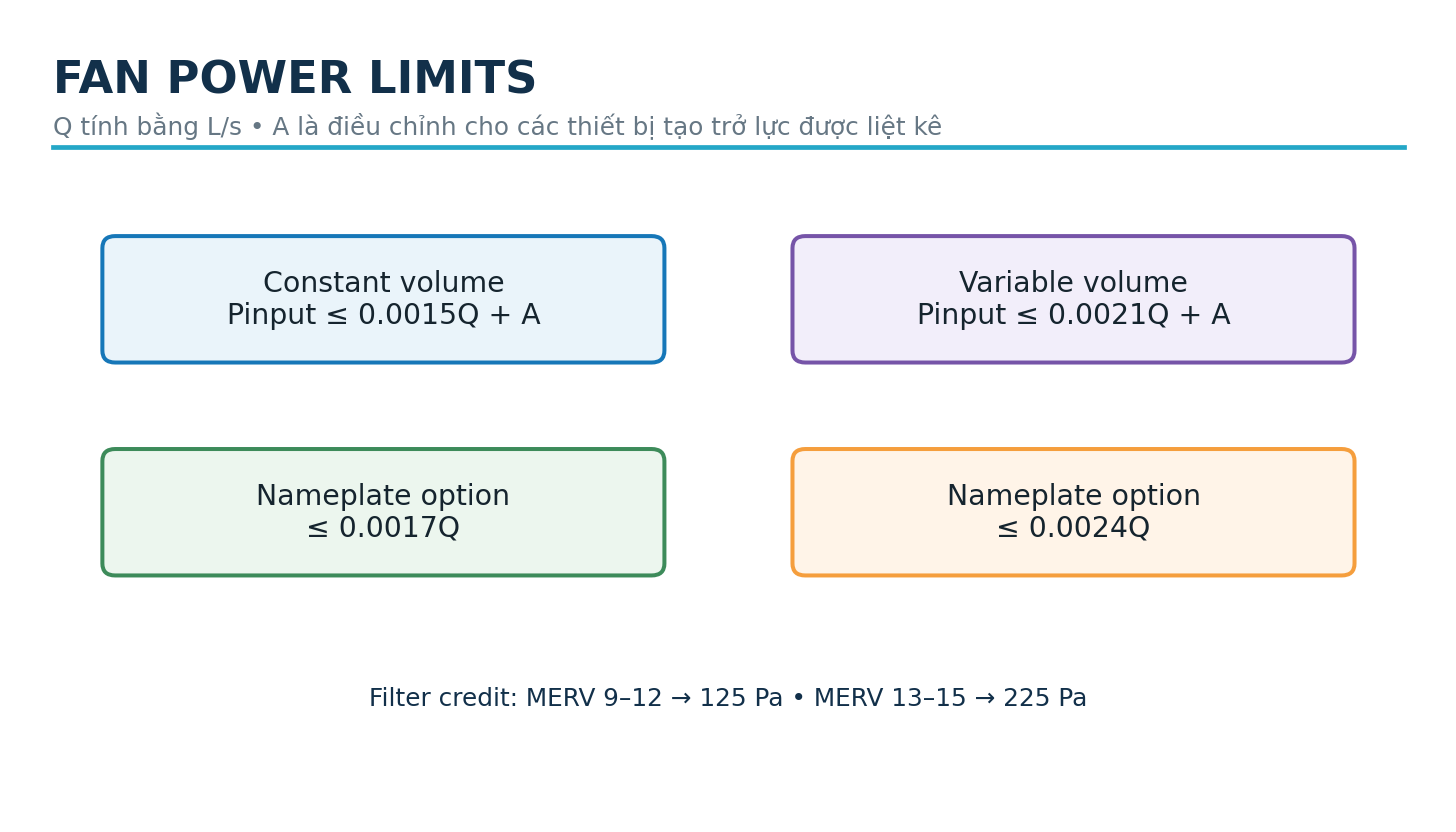 FAN POWER LIMITS
Q tính bằng L/s • A là điều chỉnh cho các thiết bị tạo trở lực được liệt kê
Constant volume
Pinput ≤ 0.0015Q + A
Variable volume
Pinput ≤ 0.0021Q + A
Nameplate option
≤ 0.0017Q
Nameplate option
≤ 0.0024Q
Filter credit: MERV 9–12 → 125 Pa • MERV 13–15 → 225 Pa